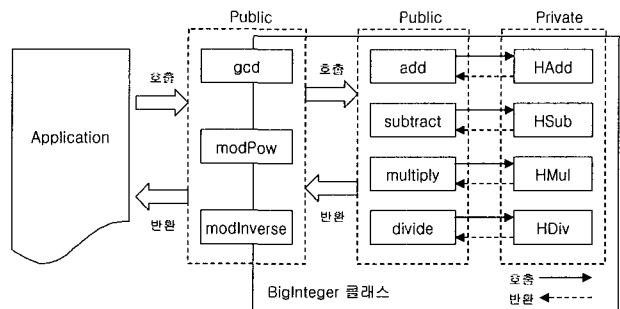 Public
Public
Private
Application
호출
반환
gcd
modPow
modInverse
호출
반환
add
subtract
multiply
divide
HAdd
HSub
HMul
HDiv
BigInteger 클래스
호출
반환